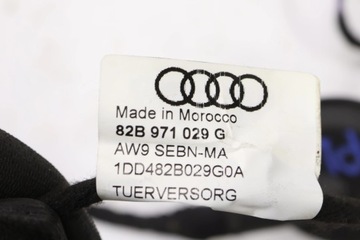 Made in Morocco
82B 971 029 G
AW9 SEBN-MA
1DD482B029G0A
TUERVERSORG